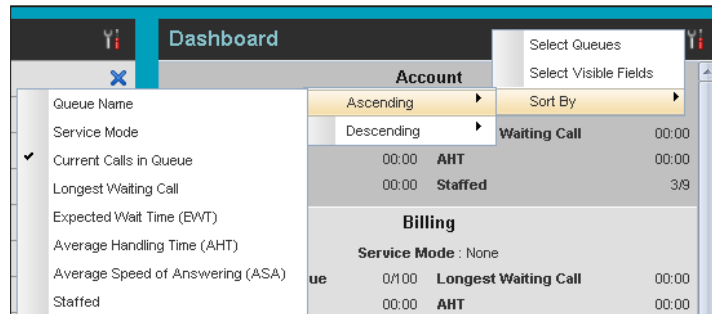 Dashboard
Select Queues
Select Visible Fields
Sort By
Account
Ascending
Descending
Queue Name
Service Mode
Current Calls in Queue
Longest Waiting Call
Expected Wait Time (EWT)
Average Handling Time (AHT)
Average Speed of Answering (ASA)
Staffed
Waiting Call 00:00
00:00 AHT 00:00
00:00 Staffed 3/9
Billing
Service Mode : None
ue 0/100 Longest Waiting Call 00:00
00:00 AHT 00:00